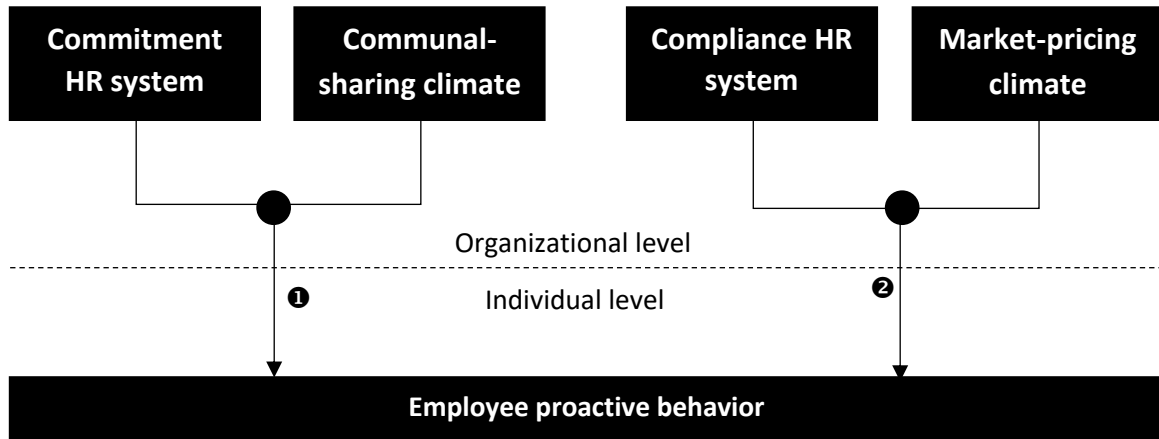 Commitment
HR system
Communal-
sharing climate
Compliance HR
system
Market-pricing
climate
Organizational level
❶
Individual level
❷
Employee proactive behavior